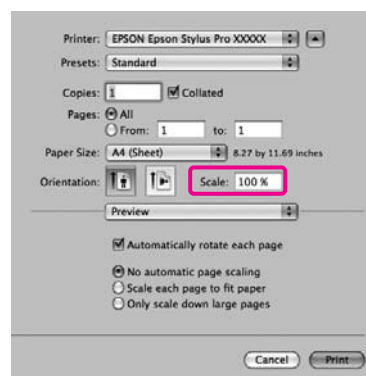 Printer: EPSON Epson Stylus Pro XXXXX
Presets: Standard
Copies: 1 Collated
Pages: All
From: 1 to: 1
Paper Size: A4 (Sheet) 8.27 by 11.69 inches
Orientation: Scale: 100 %
Preview
Automatically rotate each page
No automatic page scaling
Scale each page to fit paper
Only scale down large pages
Cancel Print